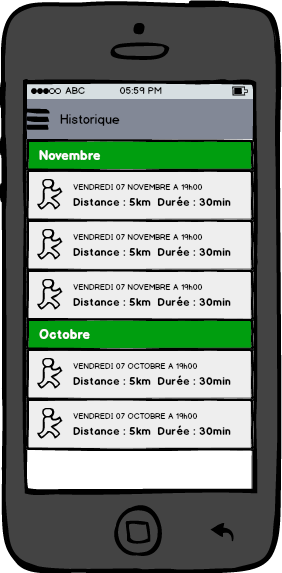 ABC 05:59 PM
Historique
Novembre
VENDREDI 07 NOVEMBRE A 19h00
Distance : 5km Durée : 30min
VENDREDI 07 NOVEMBRE A 19h00
Distance : 5km Durée : 30min
VENDREDI 07 NOVEMBRE A 19h00
Distance : 5km Durée : 30min
Octobre
VENDREDI 07 OCTOBRE A 19h00
Distance : 5km Durée : 30min
VENDREDI 07 OCTOBRE A 19h00
Distance : 5km Durée : 30min